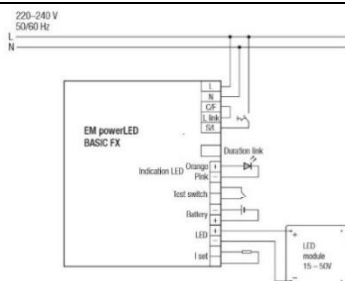 220–240 V
50/60 Hz
L
N
L
N
C/F
L link
S/L
EM powerLED
BASIC FX
Duration link
Indication LED Orange +
Pink –
Test switch
–
Battery
+
LED +
–
I set
+
LED
module
15 – 50V
–